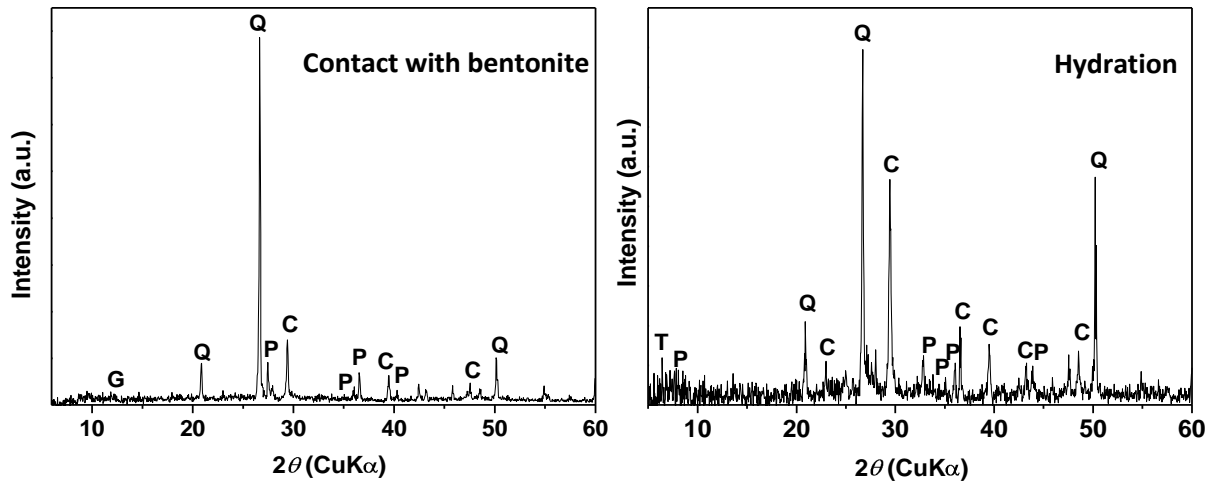 Contact with bentonite
Q
G
Q
P
C
P
P
C
P
C
Q
Intensity (a.u.)
10 20 30 40 50 60
2θ (CuKα)
Hydration
Q
C
Q
Q
T
P
C
P
P
P
C
C
C
P
C
Intensity (a.u.)
10 20 30 40 50 60
2θ (CuKα)